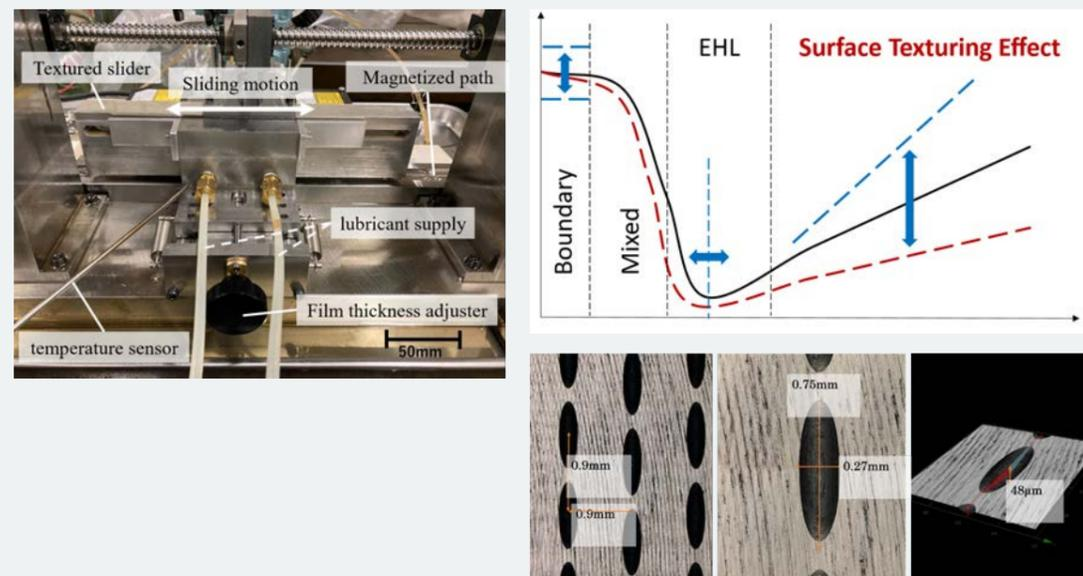 Textured slider
Sliding motion
Magnetized path
lubricant supply
Film thickness adjuster
temperature sensor
50mm
EHL
Surface Texturing Effect
Boundary
Mixed
0.9mm
0.9mm
0.75mm
0.27mm
48μm